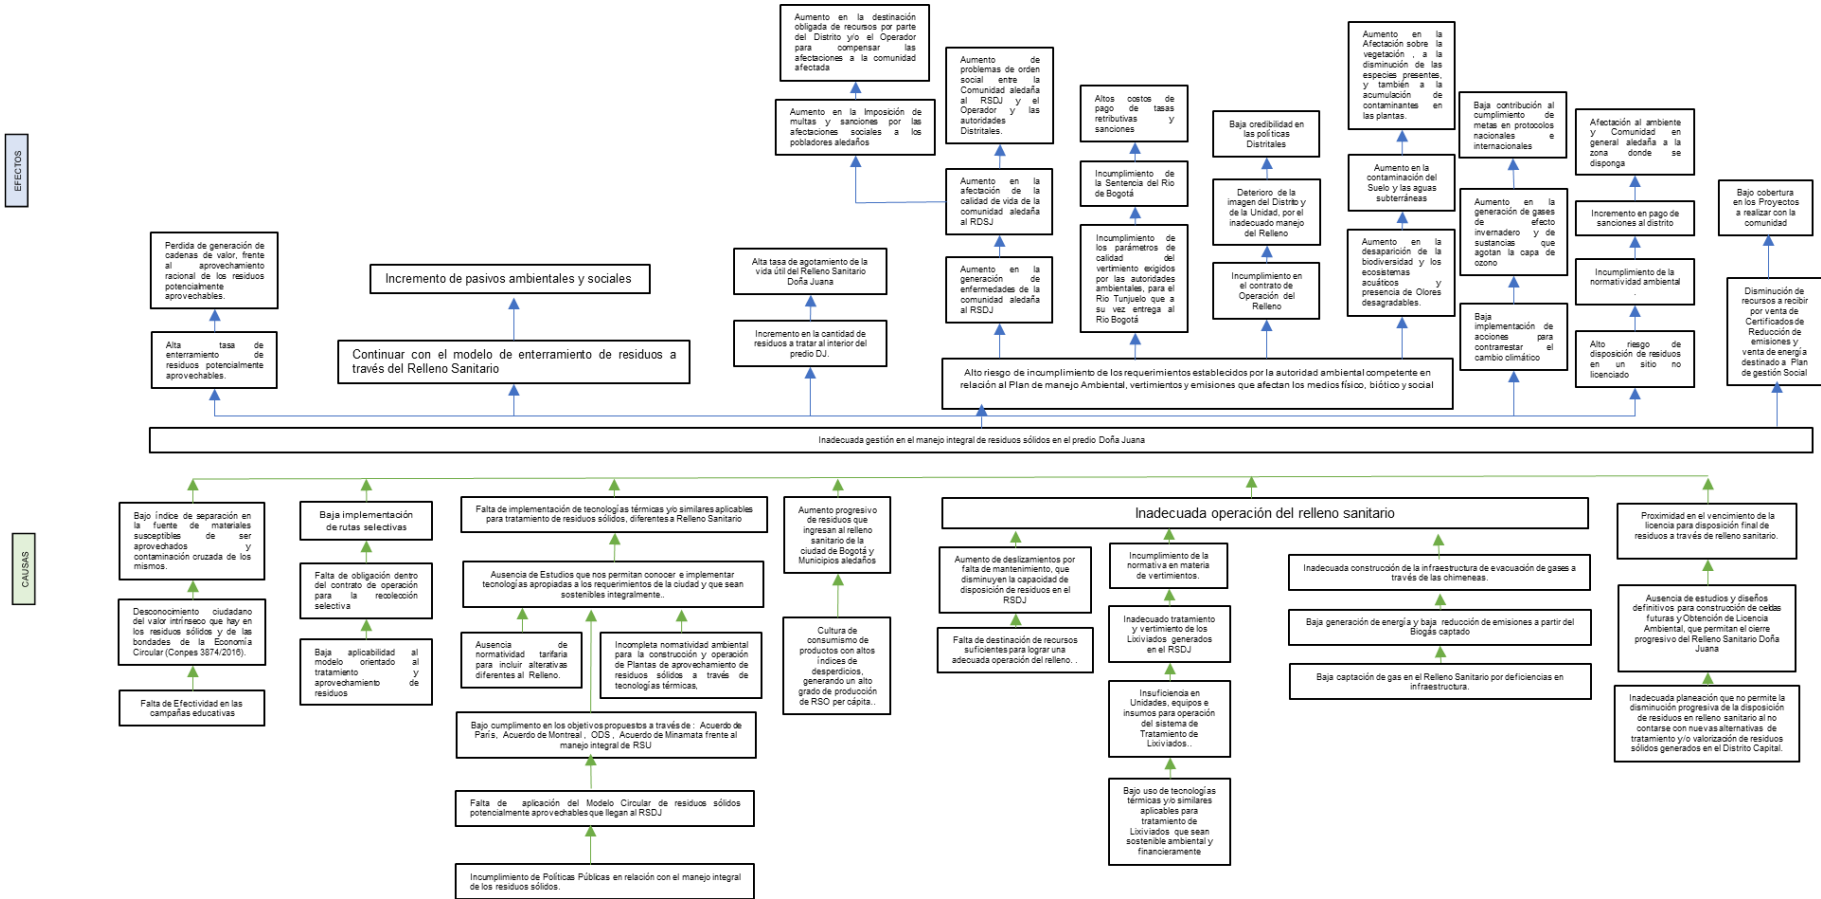 EFECTOS
Aumento en la destinación
obligada de recursos por parte
del Distrito y/o el Operador
para compensar las
afectaciones a la comunidad
afectada
Aumento en la Imposición de
multas y sanciones por las
afectaciones sociales a los
pobladores aledaños
Aumento de
problemas de orden
social entre la
Comunidad aledaña
al RSDJ y el
Operador y las
autoridades
Distritales.
Aumento en la
afectación de la
calidad de vida de la
comunidad aledaña
al RDSJ
Aumento en la
generación de
enfermedades de la
comunidad aledaña
al RSDJ
Altos costos de
pago de tasas
retributivas y
sanciones
Incumplimiento de
la Sentencia del Rio
de Bogotá
Incumplimiento de
los parámetros de
calidad del
vertimiento exigidos
por las autoridades
ambientales, para el
Rio Tunjuelo que a
su vez entrega al
Rio Bogotá
Baja credibilidad en
las políticas
Distritales
Deterioro de la
imagen del Distrito y
de la Unidad, por el
inadecuado manejo
del Relleno
Incumplimiento en
el contrato de
Operación del
Relleno
Aumento en la
Afectación sobre la
vegetación , a la
disminución de las
especies presentes,
y también a la
acumulación de
contaminantes en
las plantas.
Aumento en la
contaminación del
Suelo y las aguas
subterráneas
Aumento en la
desaparición de la
biodiversidad y los
ecosistemas
acuáticos y
presencia de Olores
desagradables.
Baja contribución al
cumplimiento de
metas en protocolos
nacionales e
internacionales
Aumento en la
generación de gases
de efecto
invernadero y de
sustancias que
agotan la capa de
ozono
Baja
implementación de
acciones para
contrarrestar el
cambio climático
Afectación al ambiente
y Comunidad en
general aledaña a la
zona donde se
disponga
Incremento en pago de
sanciones al distrito
Incumplimiento de la
normatividad ambiental
.
Alto riesgo de
disposición de residuos
en un sitio no
licenciado
Bajo cobertura
en los Proyectos
a realizar con la
comunidad
Disminución de
recursos a recibir
por venta de
Certificados de
Reducción de
emisiones y
venta de energía
destinado a Plan
de gestión Social
Perdida de generación de
cadenas de valor, frente
al aprovechamiento
racional de los residuos
potencialmente
aprovechables.
Alta tasa de
enterramiento de
residuos potencialmente
aprovechables.
Incremento de pasivos ambientales y sociales
Continuar con el modelo de enterramiento de residuos a
través del Relleno Sanitario
Alta tasa de agotamiento de la
vida útil del Relleno Sanitario
Doña Juana
Incremento en la cantidad de
residuos a tratar al interior del
predio DJ.
Alto riesgo de incumplimiento de los requerimientos establecidos por la autoridad ambiental competente en
relación al Plan de manejo Ambiental, vertimientos y emisiones que afectan los medios físico, biótico y social
Inadecuada gestión en el manejo integral de residuos sólidos en el predio Doña Juana
CAUSAS
Bajo índice de separación en
la fuente de materiales
susceptibles de ser
aprovechados y
contaminación cruzada de los
mismos.
Desconocimiento ciudadano
del valor intrínseco que hay en
los residuos sólidos y de las
bondades de la Economía
Circular (Conpes 3874/2016).
Falta de Efectividad en las
campañas educativas
Baja implementación
de rutas selectivas
Falta de obligación dentro
del contrato de operación
para la recolección
selectiva
Baja aplicabilidad al
modelo orientado al
tratamiento y
aprovechamiento de
residuos
Falta de implementación de tecnologías térmicas y/o similares aplicables
para tratamiento de residuos sólidos, diferentes a Relleno Sanitario
Ausencia de Estudios que nos permitan conocer e implementar
tecnologías apropiadas a los requerimientos de la ciudad y que sean
sostenibles integralmente..
Ausencia de
normatividad tarifaria
para incluir alterativas
diferentes al Relleno.
Incompleta normatividad ambiental
para la construcción y operación
de Plantas de aprovechamiento de
residuos sólidos a través de
tecnologías térmicas,
Bajo cumplimento en los objetivos propuestos a través de : Acuerdo de
Paris, Acuerdo de Montreal , ODS , Acuerdo de Minamata frente al
manejo integral de RSU
Falta de aplicación del Modelo Circular de residuos sólidos
potencialmente aprovechables que llegan al RSDJ
Incumplimiento de Políticas Públicas en relación con el manejo integral
de los residuos sólidos.
Aumento progresivo
de residuos que
ingresan al relleno
sanitario de la
ciudad de Bogotá y
Municipios aledaños
Cultura de
consumismo de
productos con altos
índices de
desperdicios,
generando un alto
grado de producción
de RSO per cápita..
Inadecuada operación del relleno sanitario
Aumento de deslizamientos por
falta de mantenimiento, que
disminuyen la capacidad de
disposición de residuos en el
RSDJ
Falta de destinación de recursos
suficientes para lograr una
adecuada operación del relleno. .
Incumplimiento de la
normativa en materia
de vertimientos.
Inadecuado tratamiento
y vertimiento de los
Lixiviados generados
en el RSDJ
Insuficiencia en
Unidades, equipos e
insumos para operación
del sistema de
Tratamiento de
Lixiviados..
Bajo uso de tecnologías
térmicas y/o similares
aplicables para
tratamiento de
Lixiviados que sean
sostenible ambiental y
financieramente
Inadecuada construcción de la infraestructura de evacuación de gases a
través de las chimeneas.
Baja generación de energía y baja reducción de emisiones a partir del
Biogás captado
Baja captación de gas en el Relleno Sanitario por deficiencias en
infraestructura.
Proximidad en el vencimiento de la
licencia para disposición final de
residuos a través de relleno sanitario.
Ausencia de estudios y diseños
definitivos para construcción de celdas
futuras y Obtención de Licencia
Ambiental, que permitan el cierre
progresivo del Relleno Sanitario Doña
Juana
Inadecuada planeación que no permite la
disminución progresiva de la disposición
de residuos en relleno sanitario al no
contarse con nuevas alternativas de
tratamiento y/o valorización de residuos
sólidos generados en el Distrito Capital.